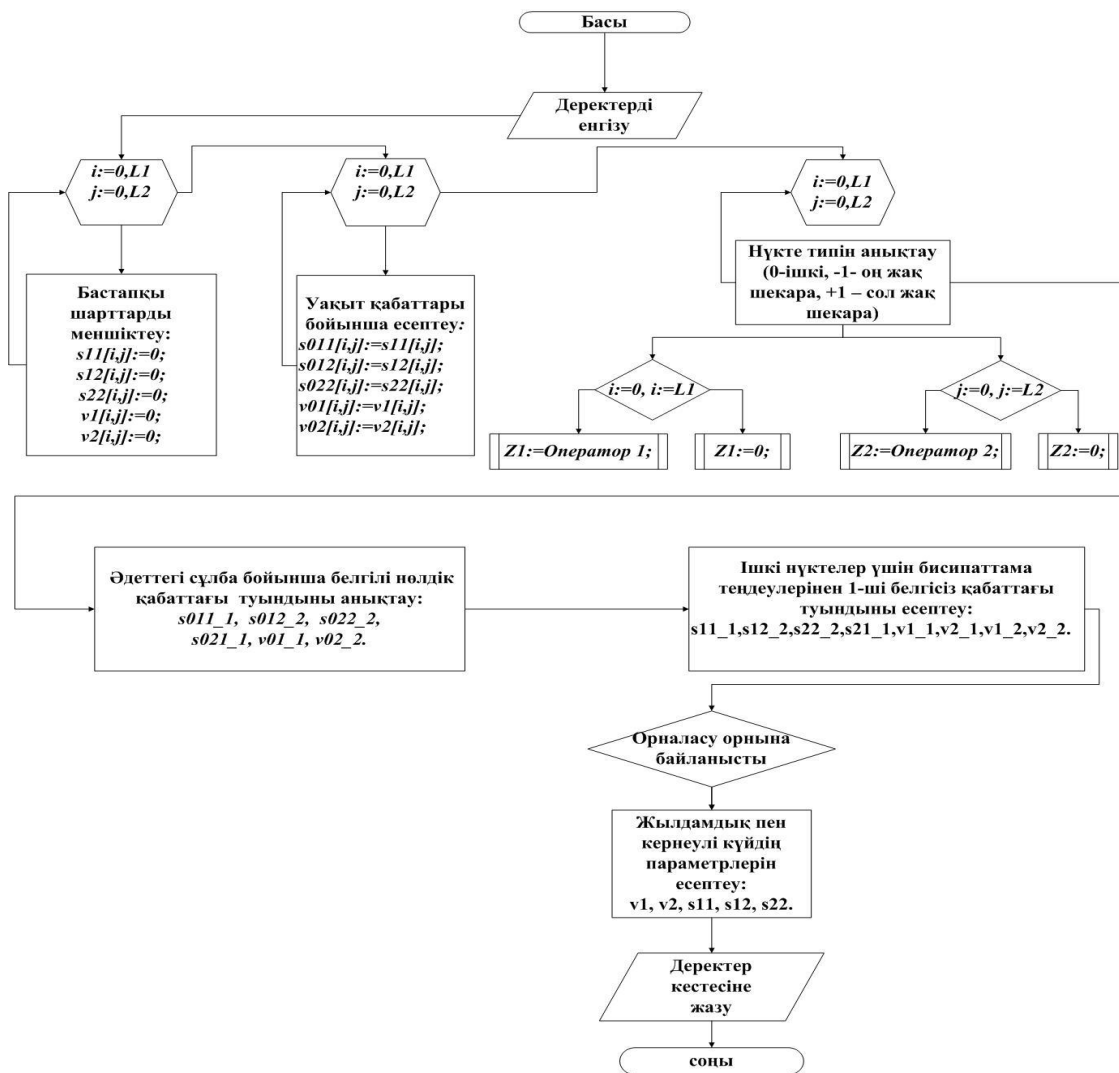 Басы
Деректерді
енгізу
i:=0,L1
j:=0,L2
i:=0,L1
j:=0,L2
i:=0,L1
j:=0,L2
Бастапқы
шарттарды
меншіктеу:
s11[i,j]:=0;
s12[i,j]:=0;
s22[i,j]:=0;
v1[i,j]:=0;
v2[i,j]:=0;
Уақыт қабаттары
бойынша есептеу:
s011[i,j]:=s11[i,j];
s012[i,j]:=s12[i,j];
s022[i,j]:=s22[i,j];
v01[i,j]:=v1[i,j];
v02[i,j]:=v2[i,j];
Нүкте типін анықтау
(0-ішкі, -1- оң жақ
шекара, +1 – сол жақ
шекара)
i:=0, i:=L1
j:=0, j:=L2
Z1:=Оператор 1;
Z1:=0;
Z2:=Оператор 2;
Z2:=0;
Әдеттегі сұлба бойынша белгілі нөлдік
қабаттағы туындыны анықтау:
s011_1, s012_2, s022_2,
s021_1, v01_1, v02_2.
Ішкі нүктелер үшін бисипаттама
теңдеулерінен 1-ші белгісіз қабаттағы
туындыны есептеу:
s11_1,s12_2,s22_2,s21_1,v1_1,v2_1,v1_2,v2_2.
Орналасу орнына
байланысты
Жылдамдық пен
кернеулі күйдің
параметрлерін
есептеу:
v1, v2, s11, s12, s22.
Деректер
кестесіне
жазу
соңы